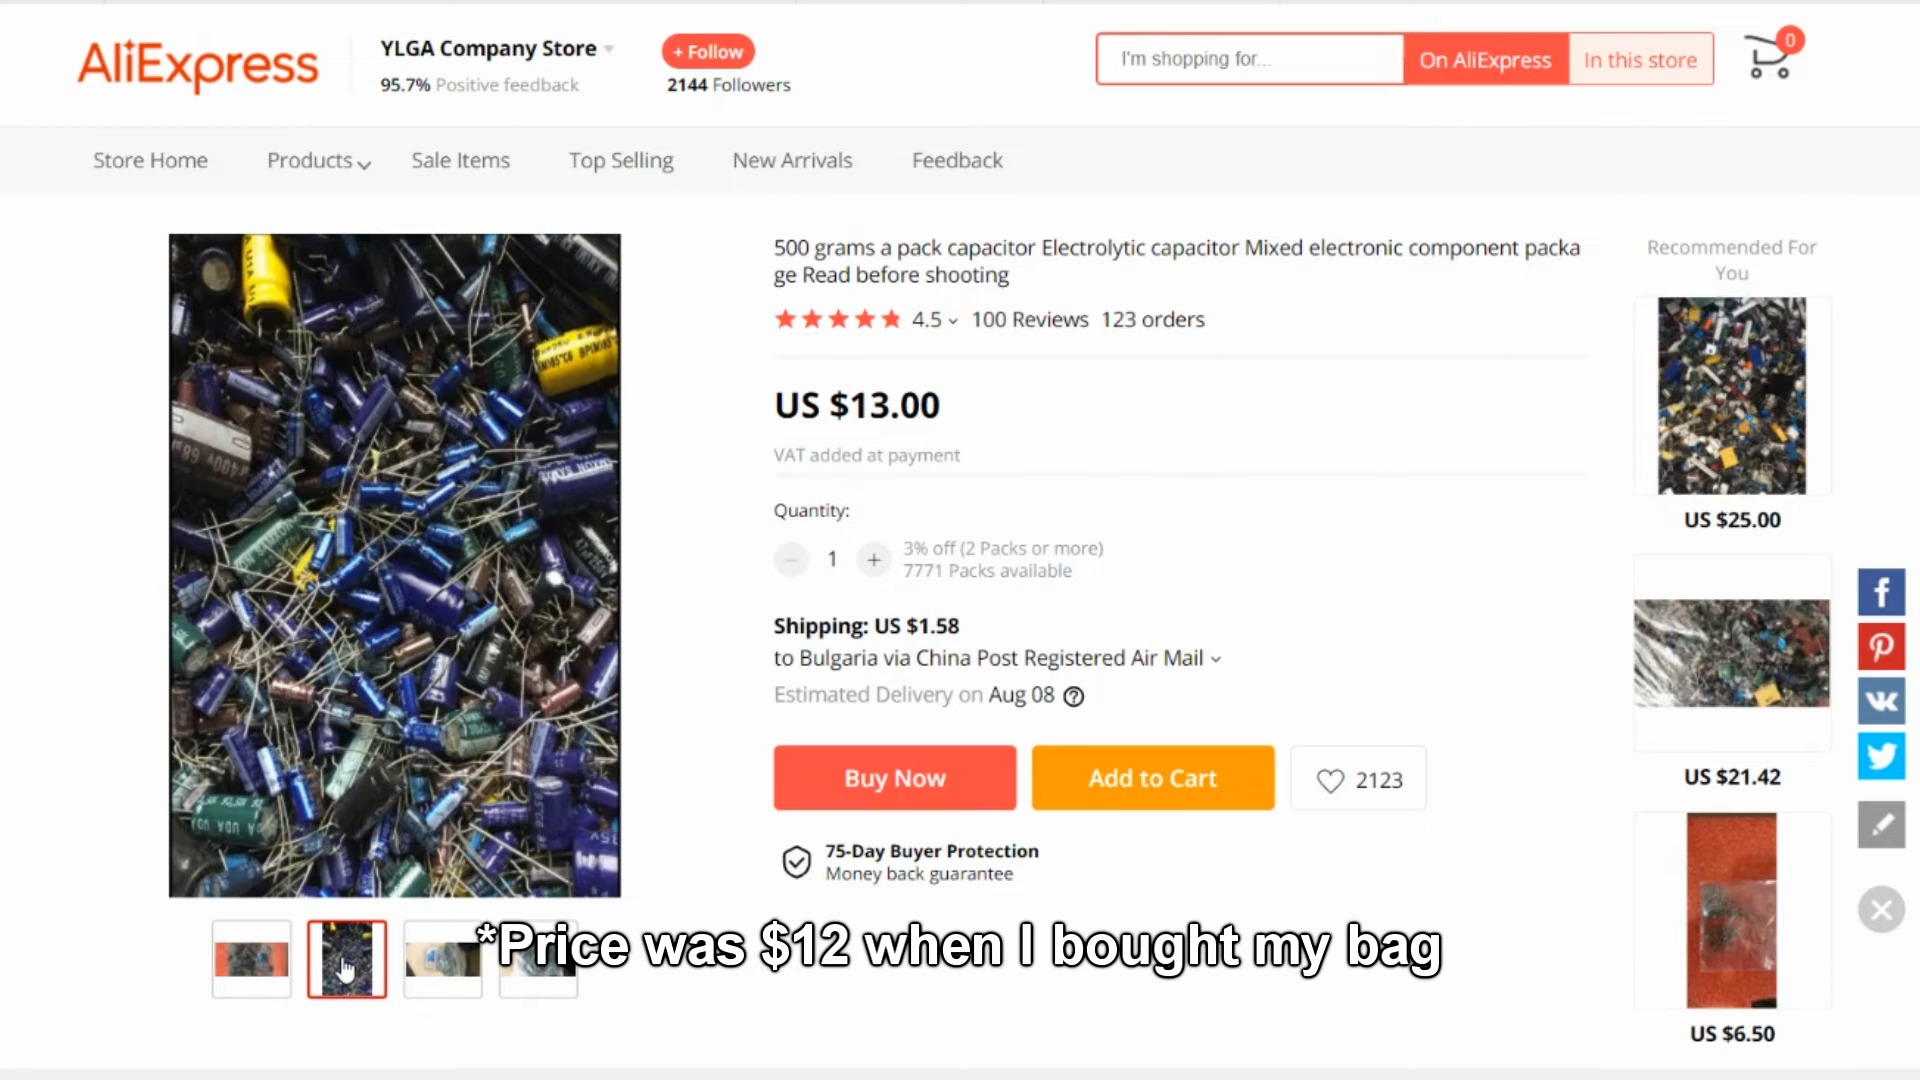 AliExpress
YLGA Company Store
95.7% Positive feedback
+ Follow
2144 Followers
I'm shopping for...
On AliExpress
In this store
0
Store Home
Products
Sale Items
Top Selling
New Arrivals
Feedback
500 grams a pack capacitor Electrolytic capacitor Mixed electronic component packa
ge Read before shooting
4.5
100 Reviews
123 orders
US $13.00
VAT added at payment
Quantity:
1
3% off (2 Packs or more)
7771 Packs available
Shipping: US $1.58
to Bulgaria via China Post Registered Air Mail
Estimated Delivery on Aug 08
Buy Now
Add to Cart
2123
75-Day Buyer Protection
Money back guarantee
Recommended For
You
US $25.00
US $21.42
US $6.50
*Price was $12 when I bought my bag